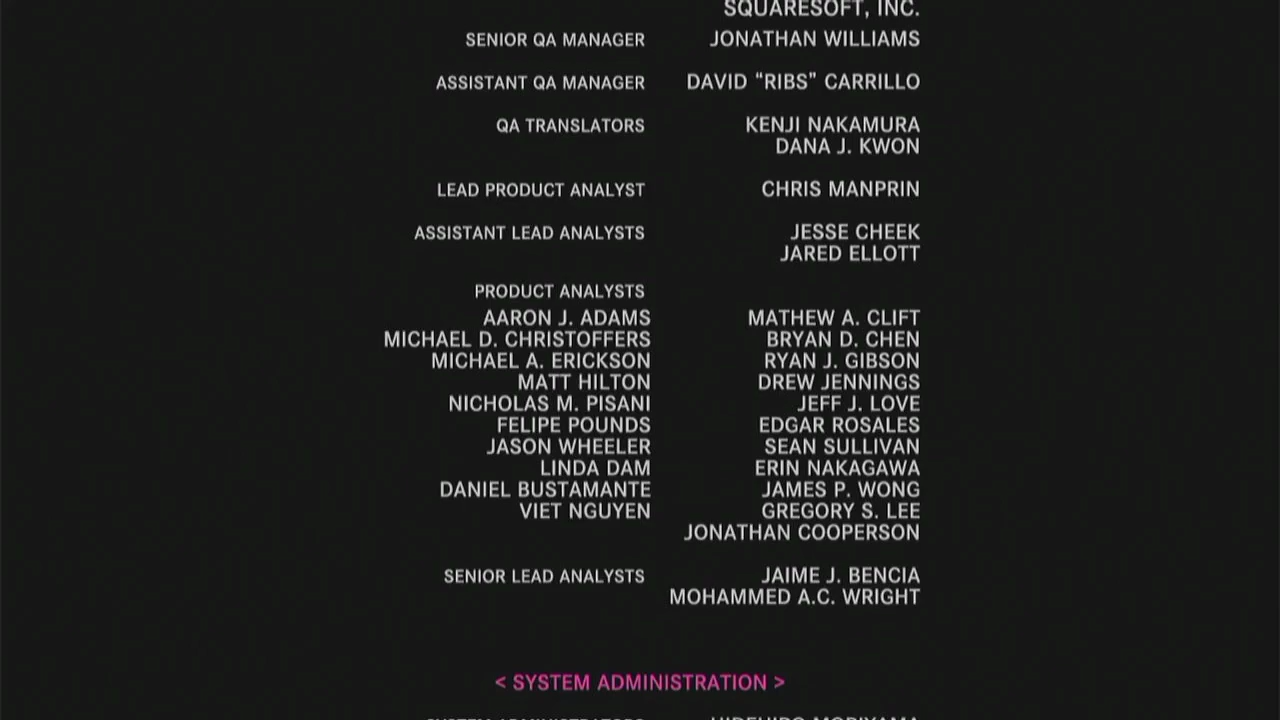 SQUARESOFT, INC.
SENIOR QA MANAGER JONATHAN WILLIAMS
ASSISTANT QA MANAGER DAVID “RIBS” CARRILLO
QA TRANSLATORS KENJI NAKAMURA
DANA J. KWON
LEAD PRODUCT ANALYST CHRIS MANPRIN
ASSISTANT LEAD ANALYSTS JESSE CHEEK
JARED ELLOTT
PRODUCT ANALYSTS
AARON J. ADAMS MATHEW A. CLIFT
MICHAEL D. CHRISTOFFERS BRYAN D. CHEN
MICHAEL A. ERICKSON RYAN J. GIBSON
MATT HILTON DREW JENNINGS
NICHOLAS M. PISANI JEFF J. LOVE
FELIPE POUNDS EDGAR ROSALES
JASON WHEELER SEAN SULLIVAN
LINDA DAM ERIN NAKAGAWA
DANIEL BUSTAMANTE JAMES P. WONG
VIET NGUYEN GREGORY S. LEE
JONATHAN COOPERSON
SENIOR LEAD ANALYSTS JAIME J. BENCIA
MOHAMMED A.C. WRIGHT
< SYSTEM ADMINISTRATION >
SYSTEM ADMINISTRATORS HIDEHIRO MORIYAMA